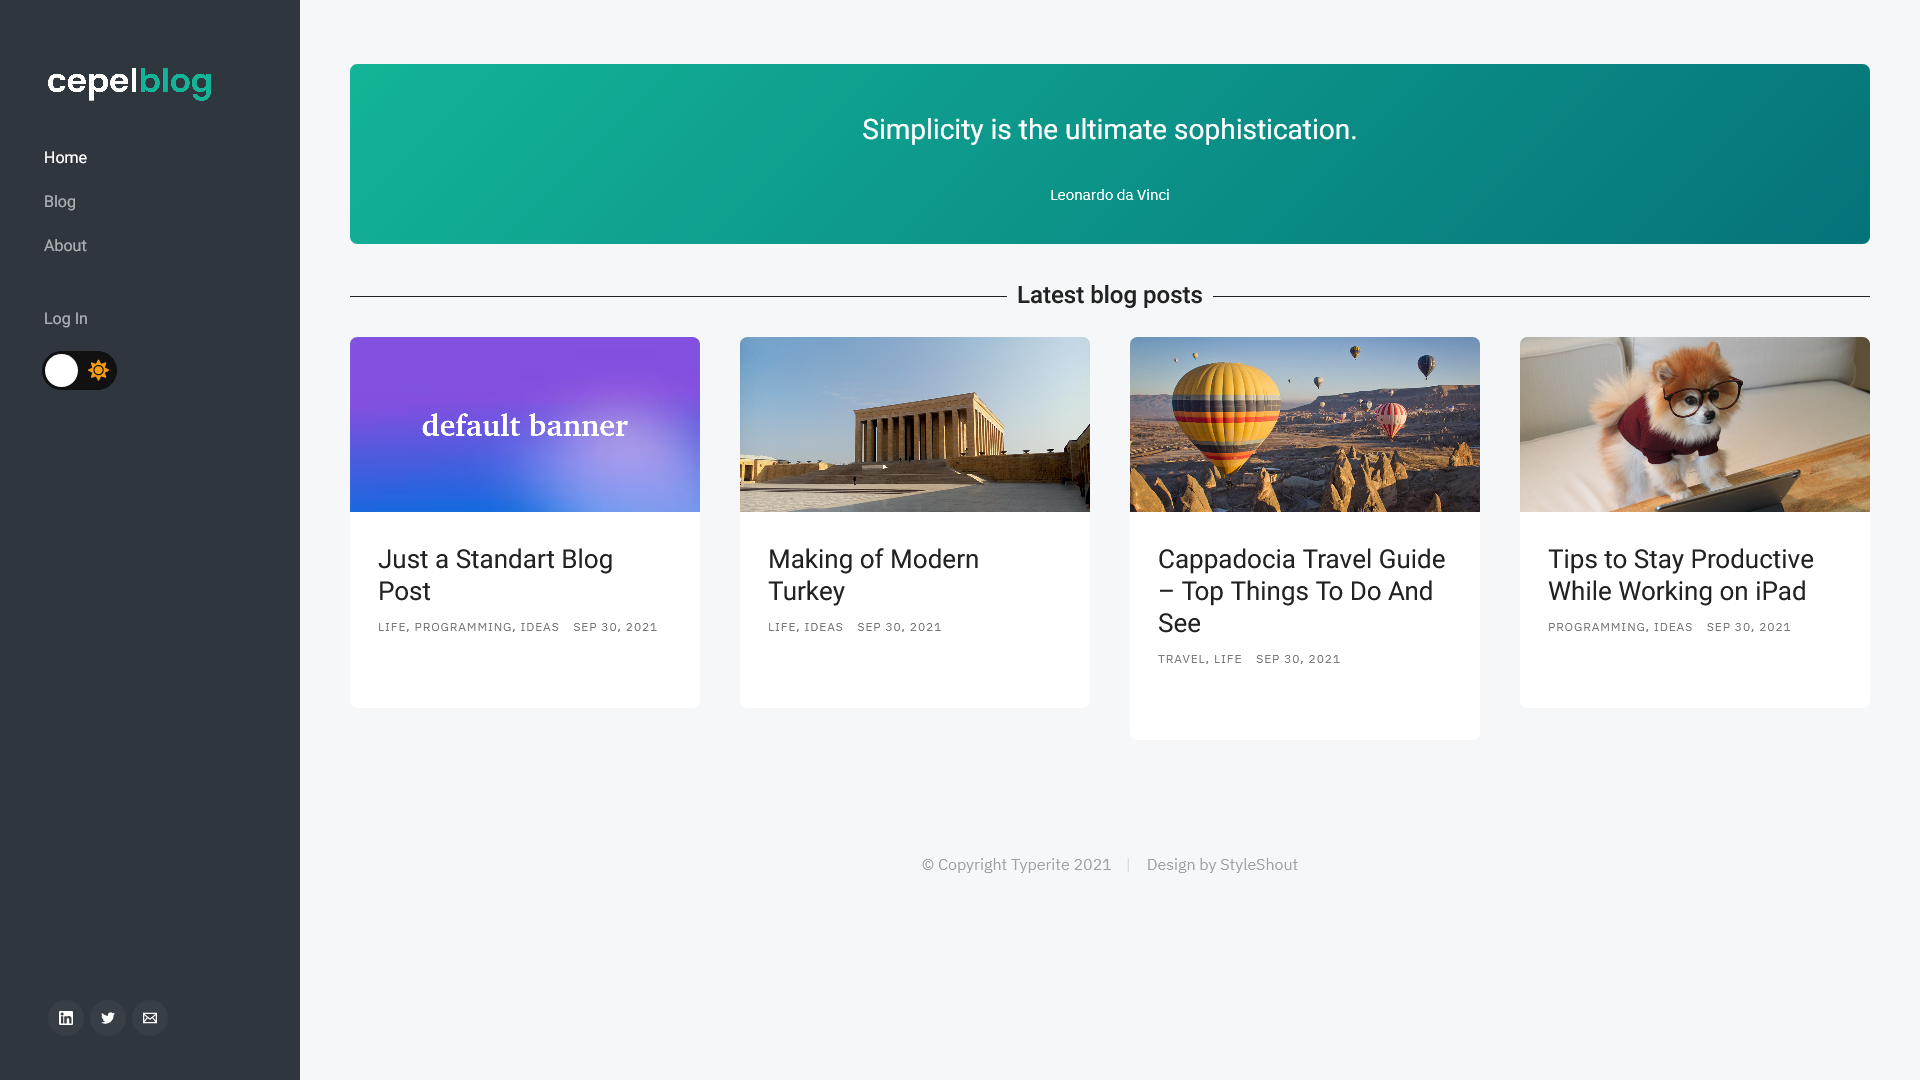 cepelblog
Home
Blog
About
Log In
Simplicity is the ultimate sophistication.
Leonardo da Vinci
Latest blog posts
default banner
Just a Standart Blog
Post
LIFE, PROGRAMMING, IDEAS SEP 30, 2021
Making of Modern
Turkey
LIFE, IDEAS SEP 30, 2021
Cappadocia Travel Guide
– Top Things To Do And
See
TRAVEL, LIFE SEP 30, 2021
Tips to Stay Productive
While Working on iPad
PROGRAMMING, IDEAS SEP 30, 2021
© Copyright Typerite 2021 | Design by StyleShout